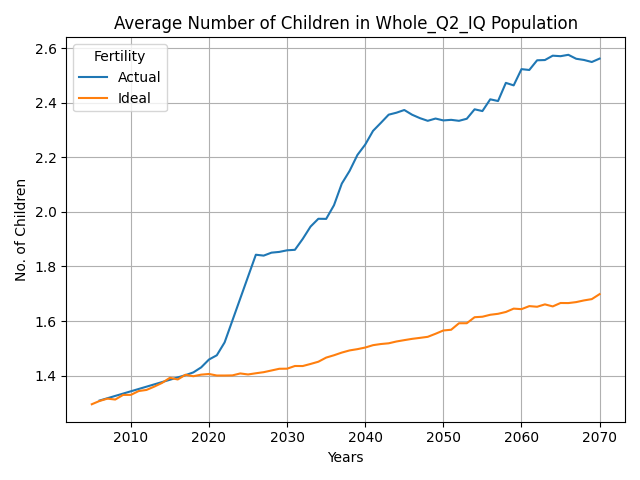 Average Number of Children in Whole_Q2_IQ Population
Fertility
Actual
Ideal
No. of Children
2.6
2.4
2.2
2.0
1.8
1.6
1.4
2010
2020
2030
2040
2050
2060
2070
Years